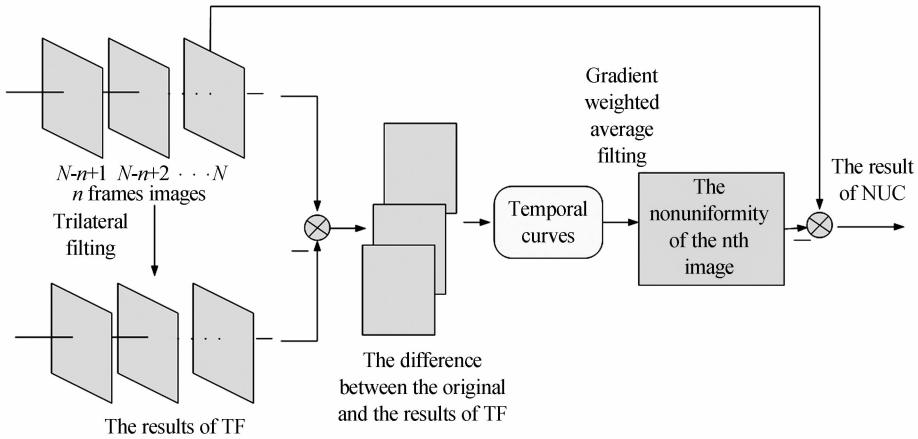 N-n+1 N-n+2 · · · N
n frames images
Trilateral
filting
The results of TF
The difference
between the original
and the results of TF
Temporal
curves
Gradient
weighted
average
filting
The
nonuniformity
of the nth
image
The result
of NUC